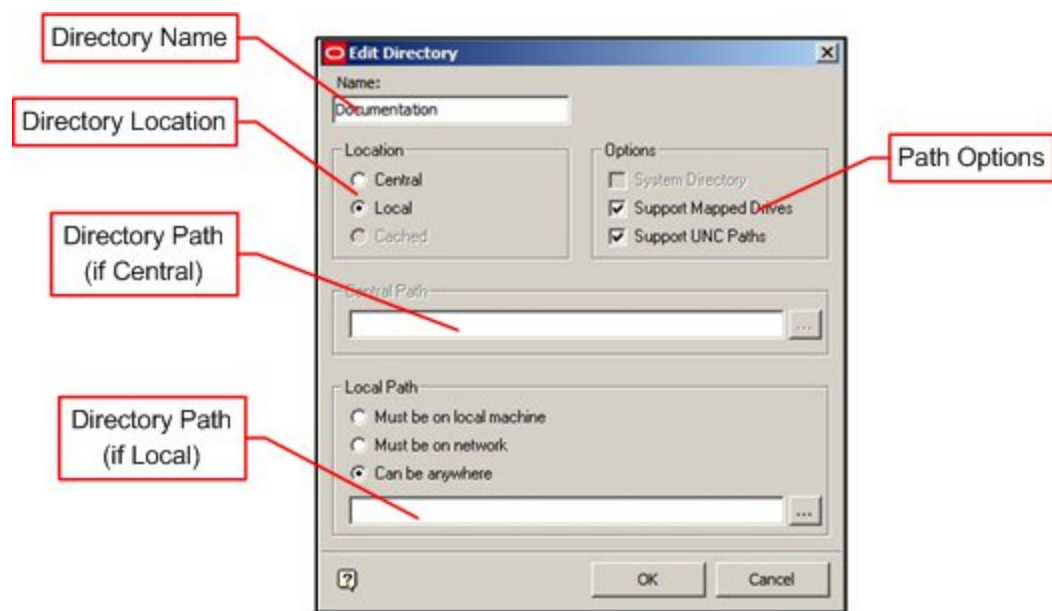 Directory Name
Edit Directory
Name:
Documentation
Directory Location
Location
Central
Local
Cached
Options
System Directory
Support Mapped Drives
Support UNC Paths
Path Options
Directory Path
(if Central)
Central Path
...
Directory Path
(if Local)
Local Path
Must be on local machine
Must be on network
Can be anywhere
...
?
OK
Cancel